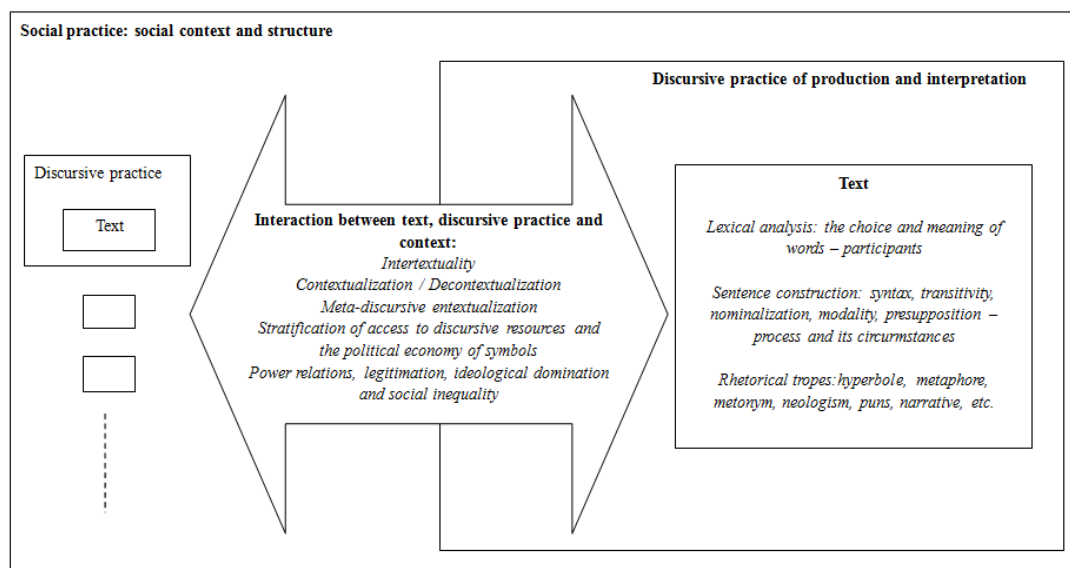 Social practice: social context and structure
Discursive practice of production and interpretation
Discursive practice
Text
Interaction between text, discursive practice and
context:
Intertextuality
Contextualization / Decontextualization
Meta-discursive entextualization
Stratification of access to discursive resources and
the political economy of symbols
Power relations, legitimation, ideological domination
and social inequality
Text
Lexical analysis: the choice and meaning of
words – participants
Sentence construction: syntax, transitivity,
nominalization, modality, presupposition –
process and its circurmstances
Rhetorical tropes:hyperbole, metaphore,
metonym, neologism, puns, narrative, etc.